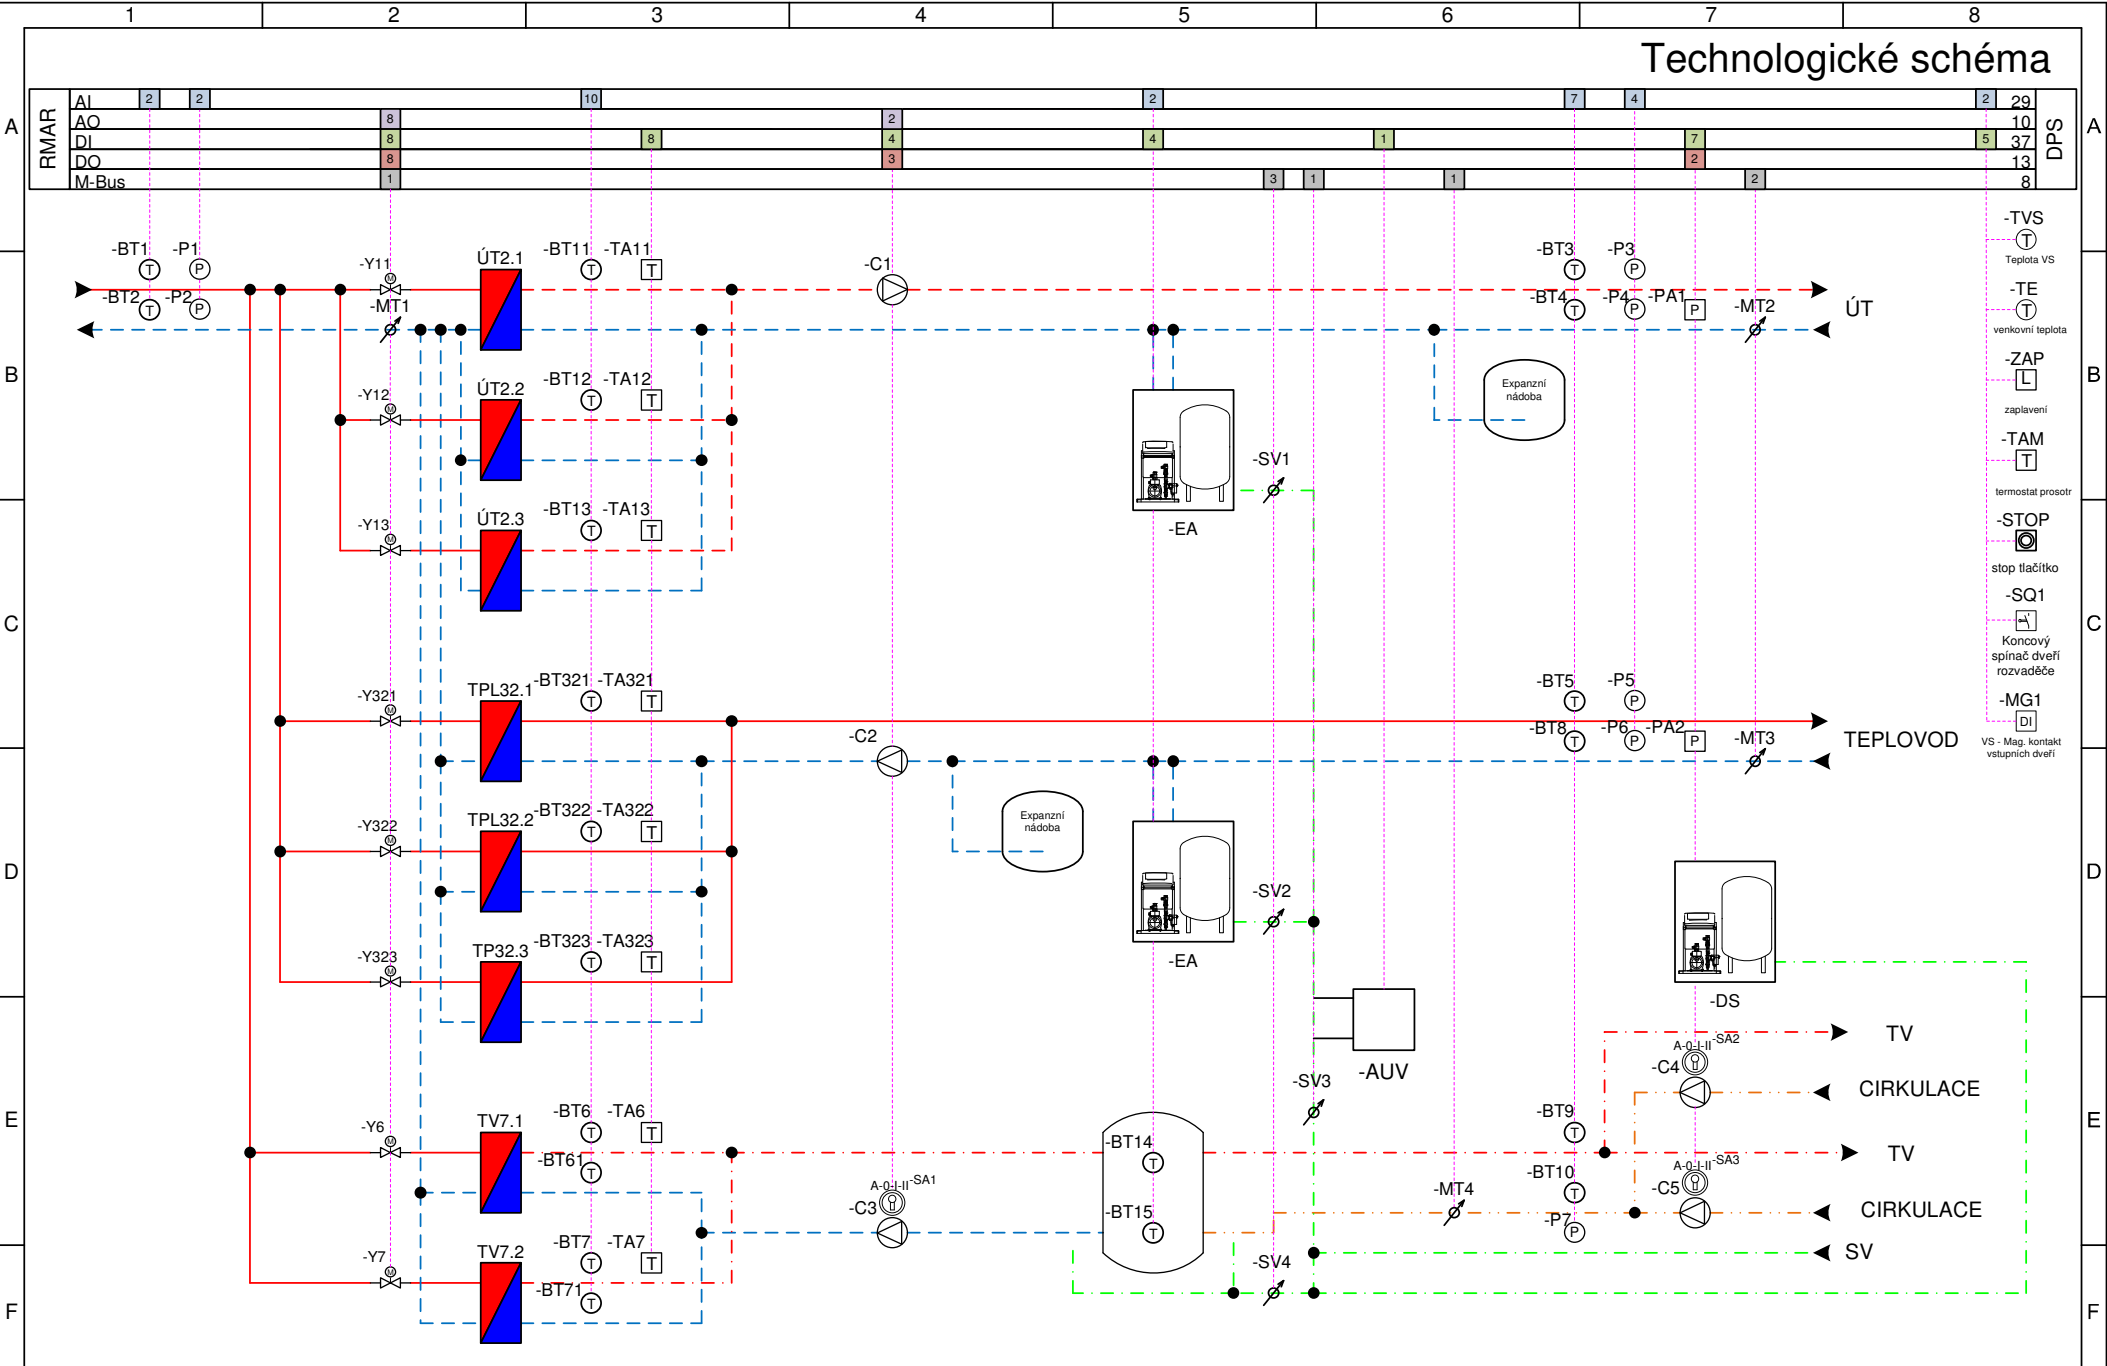 1 2 3 4 5 6 7 8
Technologické schéma
A RMAR AI 2 2 10 2 7 4 2 29 DPS A
AO 8 2 10
DI 8 8 4 4 1 7 5 37
DO 8 3 2 13
M-Bus 1 3 1 1 2 8
-TVS
T
Teplota VS
-BT1 -P1 ÚT2.1 -BT11 -TA11 -BT3 -P3
-Y11 -C1
T P M T T T P
-TE
T
venkovní teplota
-BT2 -P2 -MT1 -BT4 -P4 -PA1 -MT2 ÚT
T P T P P
-ZAP
L
zaplavení
B B
ÚT2.2 -BT12 -TA12
-Y12
M T T
Expanzní
nádoba
-TAM
T
termostat prosotr
-SV1
-EA
ÚT2.3 -BT13 -TA13
-Y13
M T T
-STOP
stop tlačítko
-SQ1
Koncový
spínač dveří
rozvaděče
C C
TPL32.1 -BT321 -TA321 -BT5 -P5
-Y321
M T T T P
-MG1
DI
VS - Mag. kontakt
vstupních dveří
-C2 -BT8 -P6 -PA2 -MT3 TEPLOVOD
T P P
TPL32.2 -BT322 -TA322
-Y322
M T T
Expanzní
nádoba
D D
-SV2
-EA
TP32.3 -BT323 -TA323
-Y323
M T T
-DS
TV
A-0-I-II -SA2
-C4
-AUV
-SV3
CIRKULACE
E E
TV7.1 -BT6 -TA6 -BT9
-Y6
M T T T
-BT61
T
-BT14
T
TV
A-0-I-II -SA1
-C3
-BT15
T
-MT4
-BT10
T
A-0-I-II -SA3
-C5
CIRKULACE
-P7
P
TV7.2 -BT7 -TA7
-Y7
M T T
-BT71
T
-SV4
SV
F F